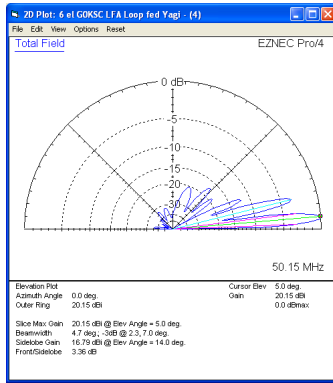 2D Plot: 6 el G0KSC LFA Loop fed Yagi - (4)
File Edit View Options Reset
Total Field
EZNEC Pro/4
0 dB
-5
-10
-15
-20
-30
50.15 MHz
Elevation Plot
Azimuth Angle 0.0 deg.
Outer Ring 20.15 dBi
Cursor Elev 5.0 deg.
Gain 20.15 dBi
0.0 dBmax
Slice Max Gain 20.15 dBi @ Elev Angle = 5.0 deg.
Beamwidth 4.7 deg.; -3dB @ 2.3, 7.0 deg.
Sidelobe Gain 16.79 dBi @ Elev Angle = 14.0 deg.
Front/Sidelobe 3.36 dB